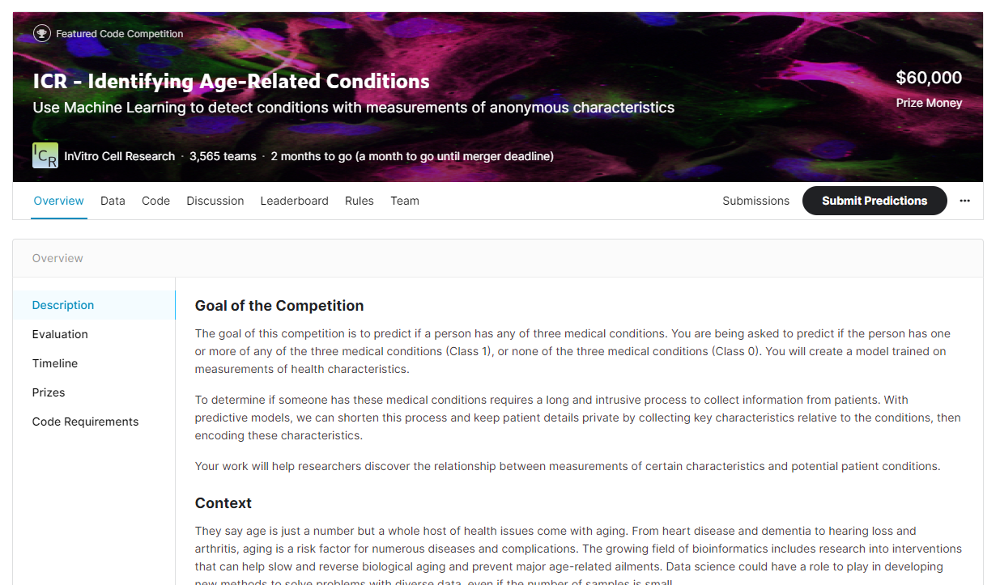 Featured Code Competition
ICR - Identifying Age-Related Conditions
$60,000
Use Machine Learning to detect conditions with measurements of anonymous characteristics
Prize Money
ICR
InVitro Cell Research · 3,565 teams · 2 months to go (a month to go until merger deadline)
Overview Data Code Discussion Leaderboard Rules Team Submissions Submit Predictions ...
Overview
Description
Evaluation
Timeline
Prizes
Code Requirements
Goal of the Competition
The goal of this competition is to predict if a person has any of three medical conditions. You are being asked to predict if the person has one
or more of any of the three medical conditions (Class 1), or none of the three medical conditions (Class 0). You will create a model trained on
measurements of health characteristics.
To determine if someone has these medical conditions requires a long and intrusive process to collect information from patients. With
predictive models, we can shorten this process and keep patient details private by collecting key characteristics relative to the conditions, then
encoding these characteristics.
Your work will help researchers discover the relationship between measurements of certain characteristics and potential patient conditions.
Context
They say age is just a number but a whole host of health issues come with aging. From heart disease and dementia to hearing loss and
arthritis, aging is a risk factor for numerous diseases and complications. The growing field of bioinformatics includes research into interventions
that can help slow and reverse biological aging and prevent major age-related ailments. Data science could have a role to play in developing
new methods to solve problems with diverse data, even if the number of samples is small.